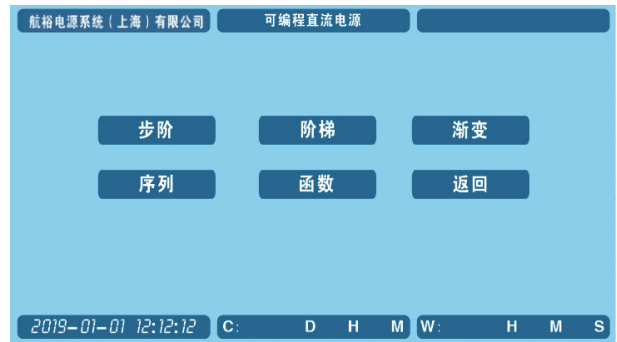 航裕电源系统(上海)有限公司 可编程直流电源
步阶 阶梯 渐变
序列 函数 返回
2019-01-01 12:12:12 C: D H M W: H M S